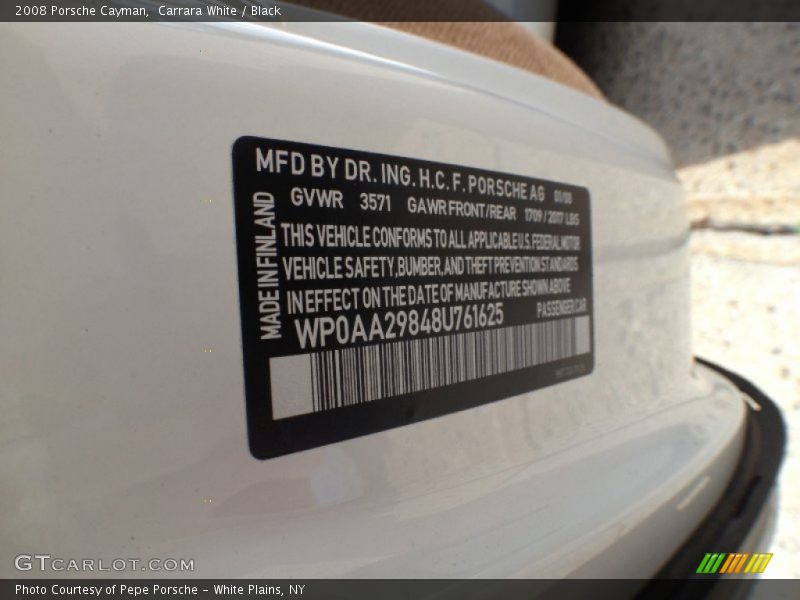 2008 Porsche Cayman,  Carrara White / Black
MFD BY DR. ING. H.C. F. PORSCHE AG 01/08
GVWR 3571 GAWR FRONT/REAR 1709 / 2017 LBS
MADE IN FINLAND
THIS VEHICLE CONFORMS TO ALL APPLICABLE U.S. FEDERAL MOTOR
VEHICLE SAFETY, BUMBER, AND THEFT PREVENTION STANDARDS
IN EFFECT ON THE DATE OF MANUFACTURE SHOWN ABOVE
WP0AA29848U761625 PASSENGER CAR
GTCARLOT.COM
Photo Courtesy of Pepe Porsche - White Plains, NY